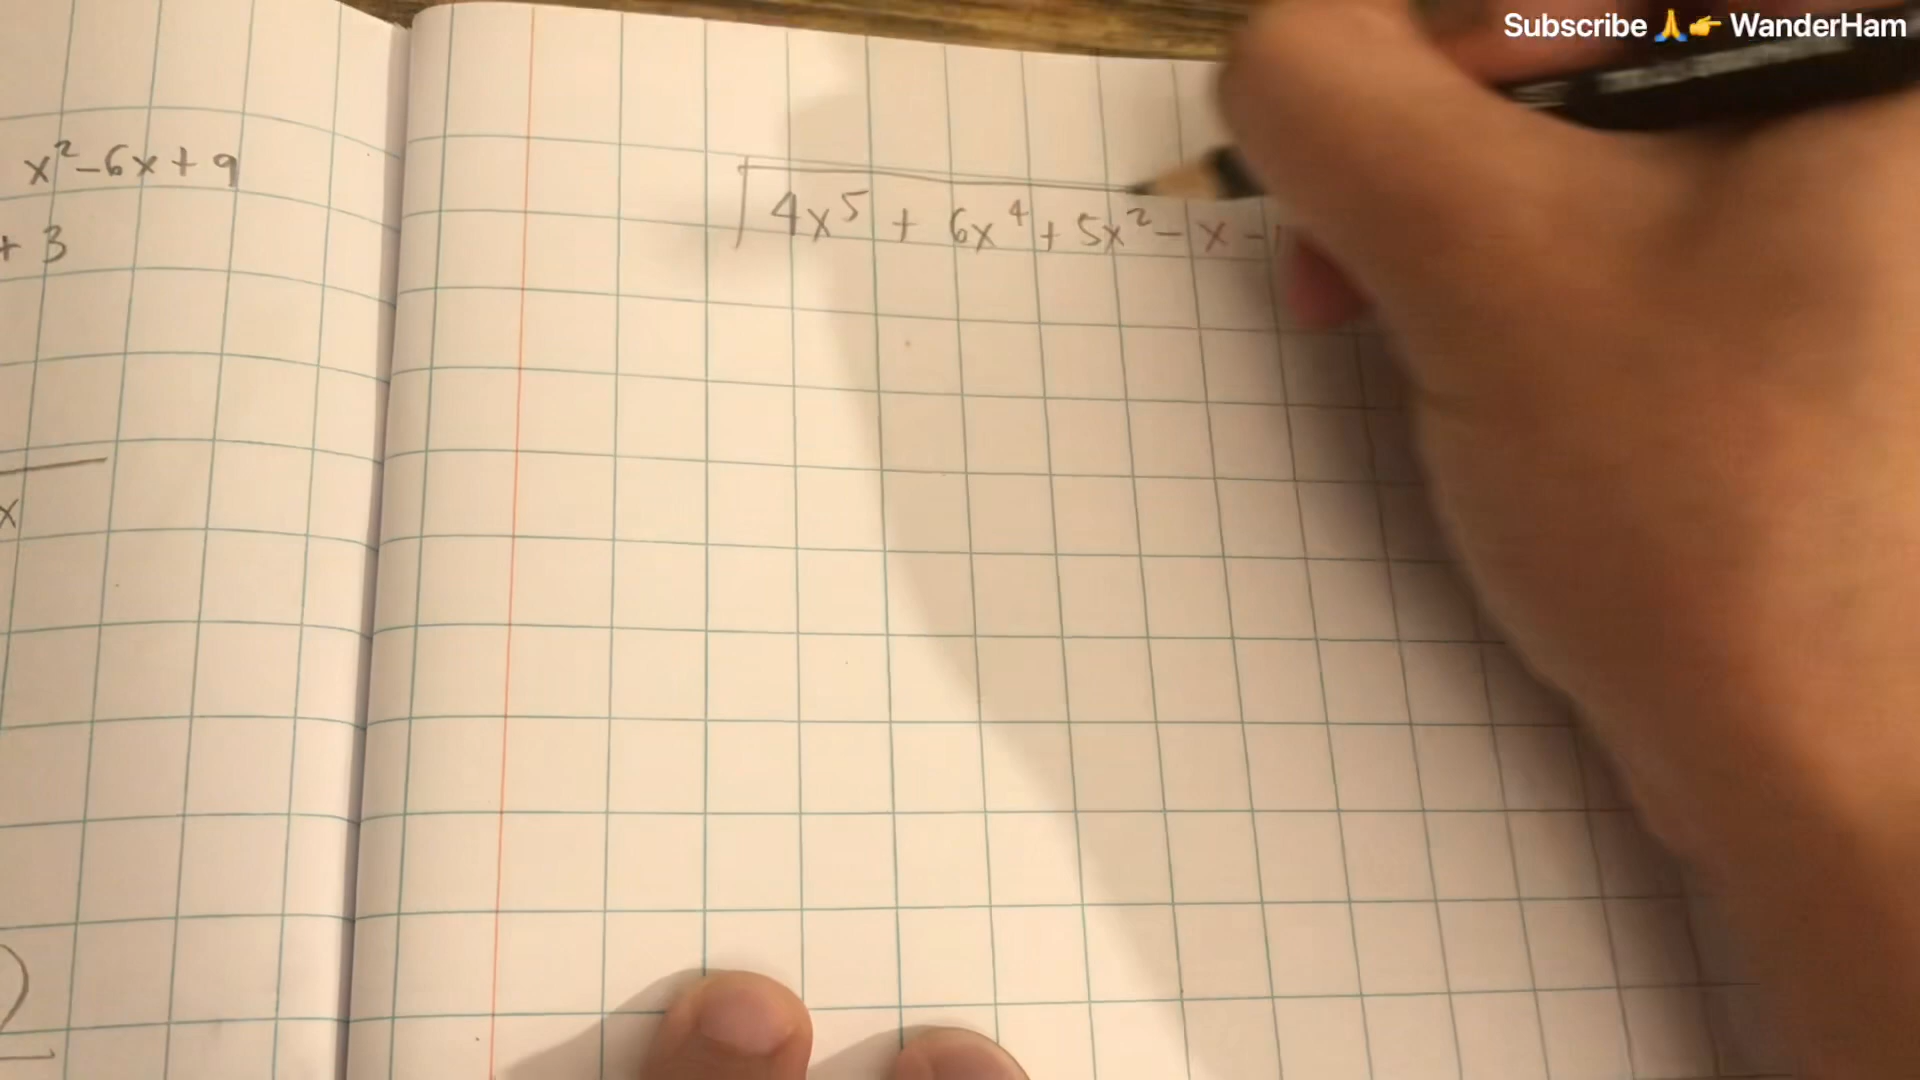 Subscribe 🙏👉 WanderHam
x²-6x+9
+ 3
x
4x⁵ + 6x⁴ + 5x² - x -